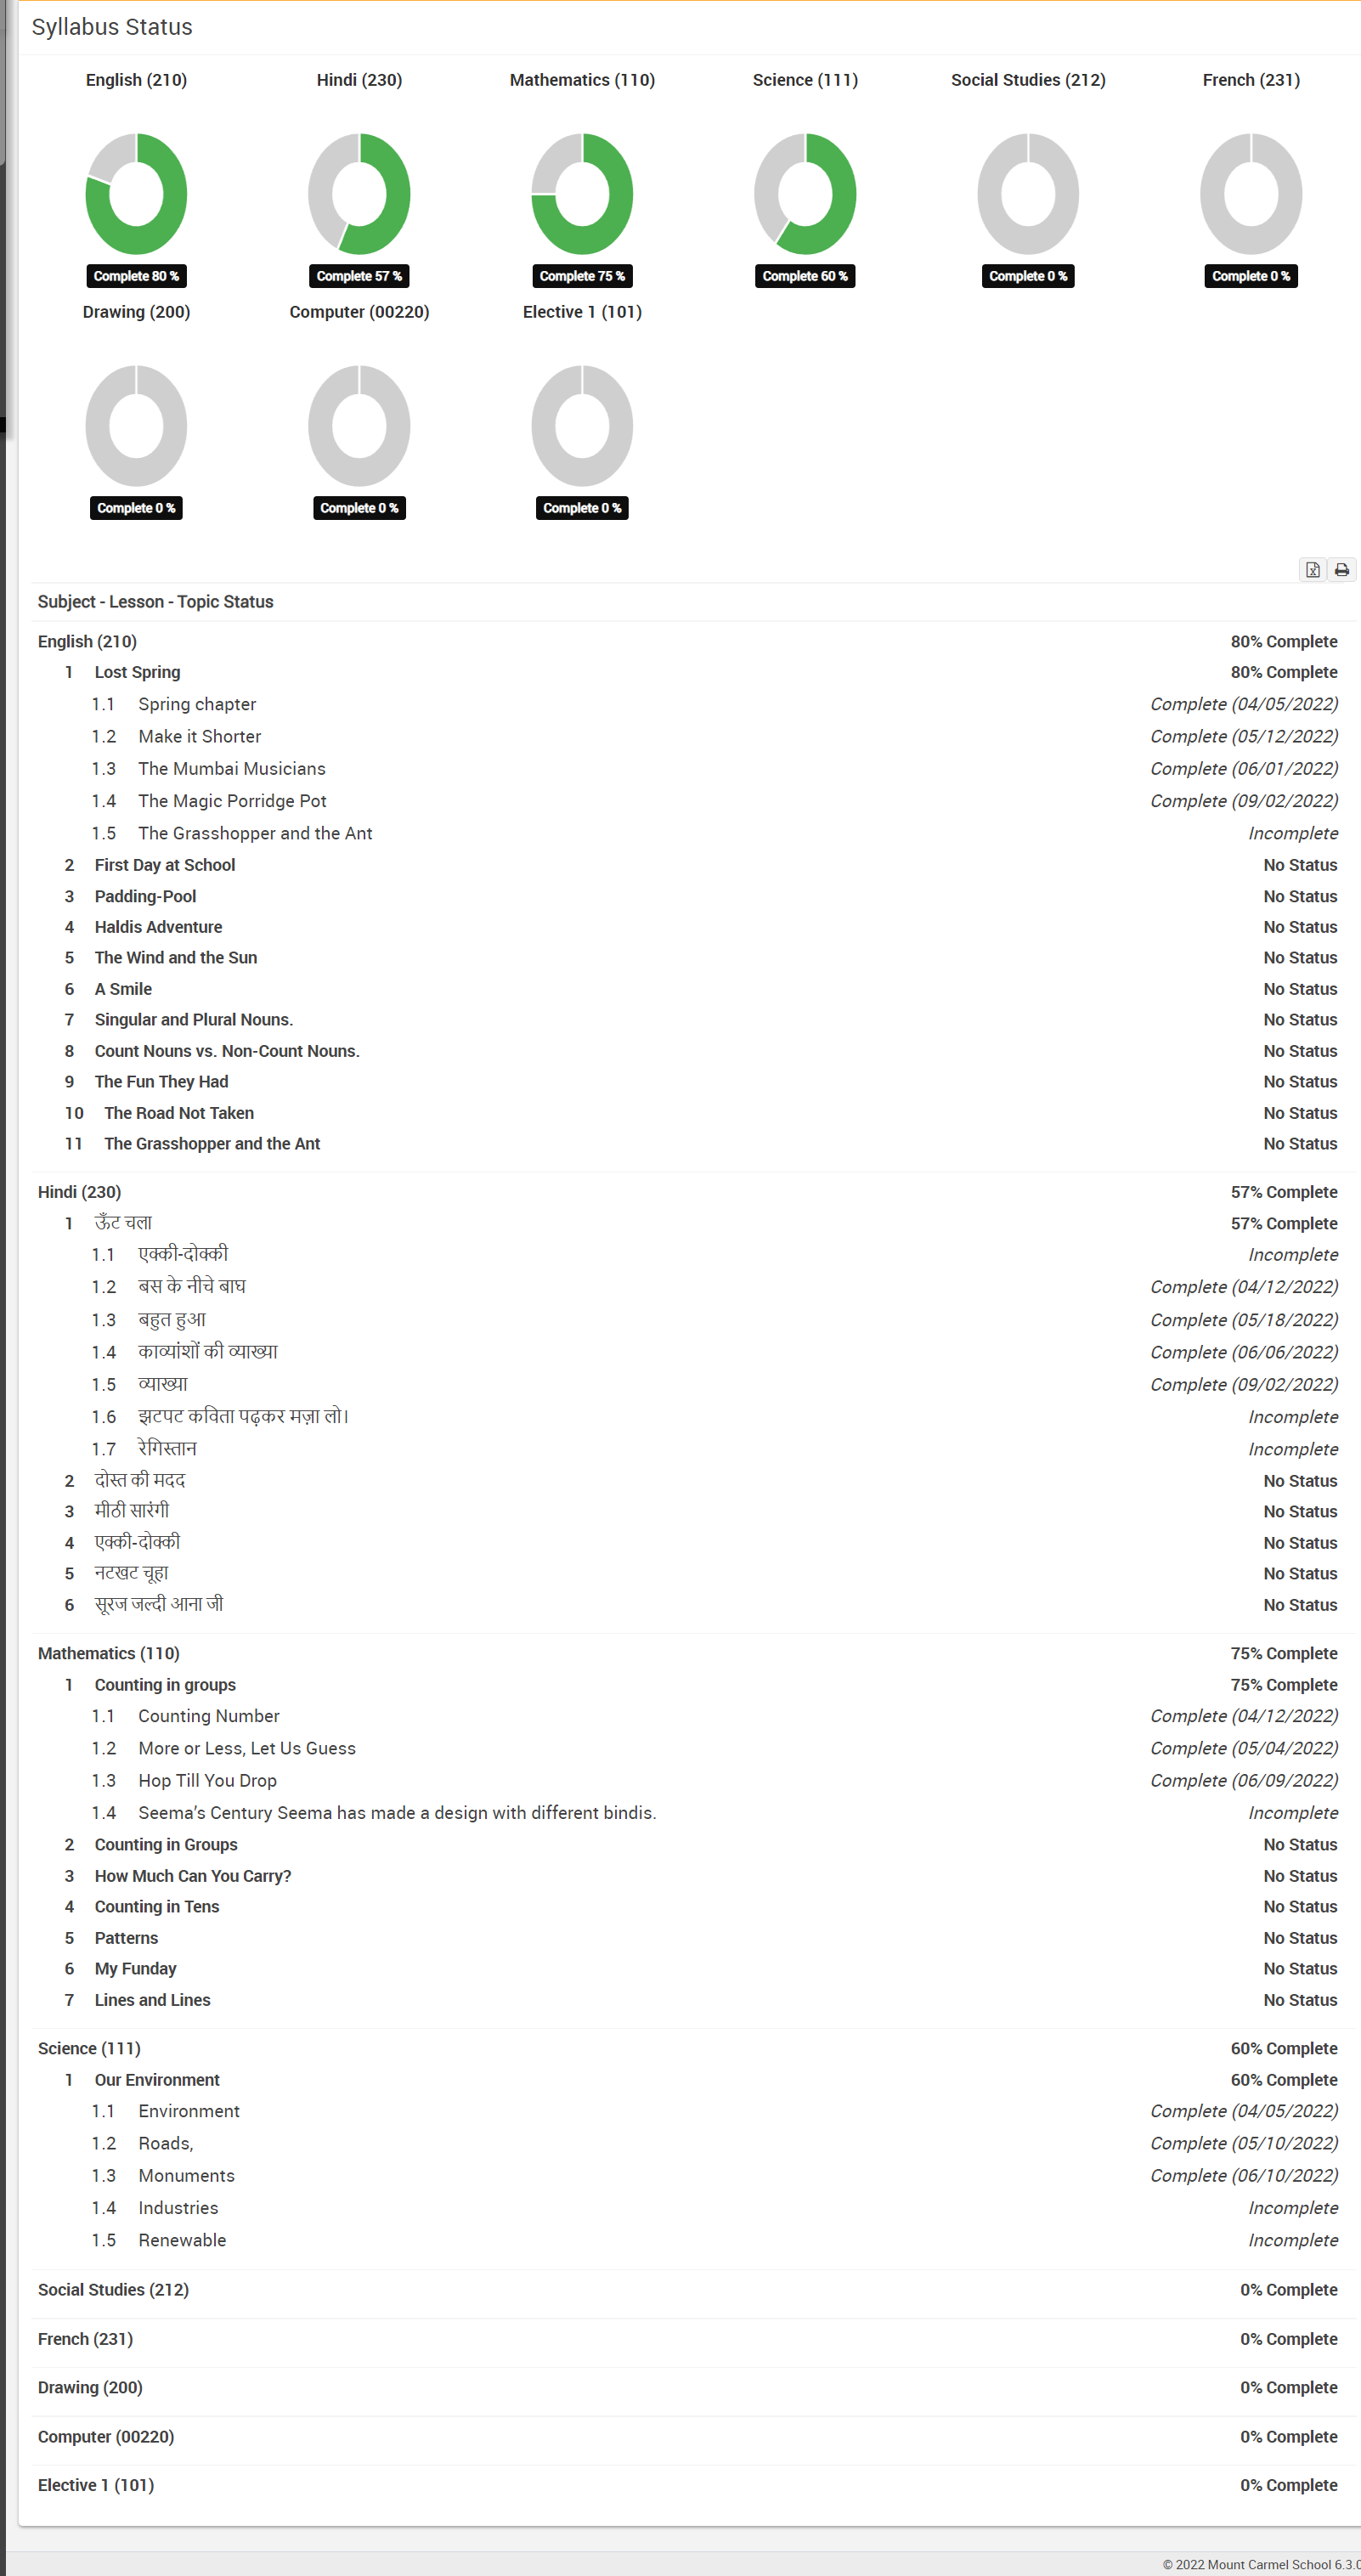 Syllabus Status
English (210) Hindi (230) Mathematics (110) Science (111) Social Studies (212) French (231)
Complete 80 % Complete 57 % Complete 75 % Complete 60 % Complete 0 % Complete 0 %
Drawing (200) Computer (00220) Elective 1 (101)
Complete 0 % Complete 0 % Complete 0 %
Subject - Lesson - Topic Status
English (210) 80% Complete
1 Lost Spring 80% Complete
1.1 Spring chapter Complete (04/05/2022)
1.2 Make it Shorter Complete (05/12/2022)
1.3 The Mumbai Musicians Complete (06/01/2022)
1.4 The Magic Porridge Pot Complete (09/02/2022)
1.5 The Grasshopper and the Ant Incomplete
2 First Day at School No Status
3 Padding-Pool No Status
4 Haldis Adventure No Status
5 The Wind and the Sun No Status
6 A Smile No Status
7 Singular and Plural Nouns. No Status
8 Count Nouns vs. Non-Count Nouns. No Status
9 The Fun They Had No Status
10 The Road Not Taken No Status
11 The Grasshopper and the Ant No Status
Hindi (230) 57% Complete
1 ऊँट चला 57% Complete
1.1 एक्की-दोक्की Incomplete
1.2 बस के नीचे बाघ Complete (04/12/2022)
1.3 बहुत हुआ Complete (05/18/2022)
1.4 काव्यांशों की व्याख्या Complete (06/06/2022)
1.5 व्याख्या Complete (09/02/2022)
1.6 झटपट कविता पढ़कर मज़ा लो। Incomplete
1.7 रेगिस्तान Incomplete
2 दोस्त की मदद No Status
3 मीठी सारंगी No Status
4 एक्की-दोक्की No Status
5 नटखट चूहा No Status
6 सूरज जल्दी आना जी No Status
Mathematics (110) 75% Complete
1 Counting in groups 75% Complete
1.1 Counting Number Complete (04/12/2022)
1.2 More or Less, Let Us Guess Complete (05/04/2022)
1.3 Hop Till You Drop Complete (06/09/2022)
1.4 Seema’s Century Seema has made a design with different bindis. Incomplete
2 Counting in Groups No Status
3 How Much Can You Carry? No Status
4 Counting in Tens No Status
5 Patterns No Status
6 My Funday No Status
7 Lines and Lines No Status
Science (111) 60% Complete
1 Our Environment 60% Complete
1.1 Environment Complete (04/05/2022)
1.2 Roads, Complete (05/10/2022)
1.3 Monuments Complete (06/10/2022)
1.4 Industries Incomplete
1.5 Renewable Incomplete
Social Studies (212) 0% Complete
French (231) 0% Complete
Drawing (200) 0% Complete
Computer (00220) 0% Complete
Elective 1 (101) 0% Complete
© 2022 Mount Carmel School 6.3.0